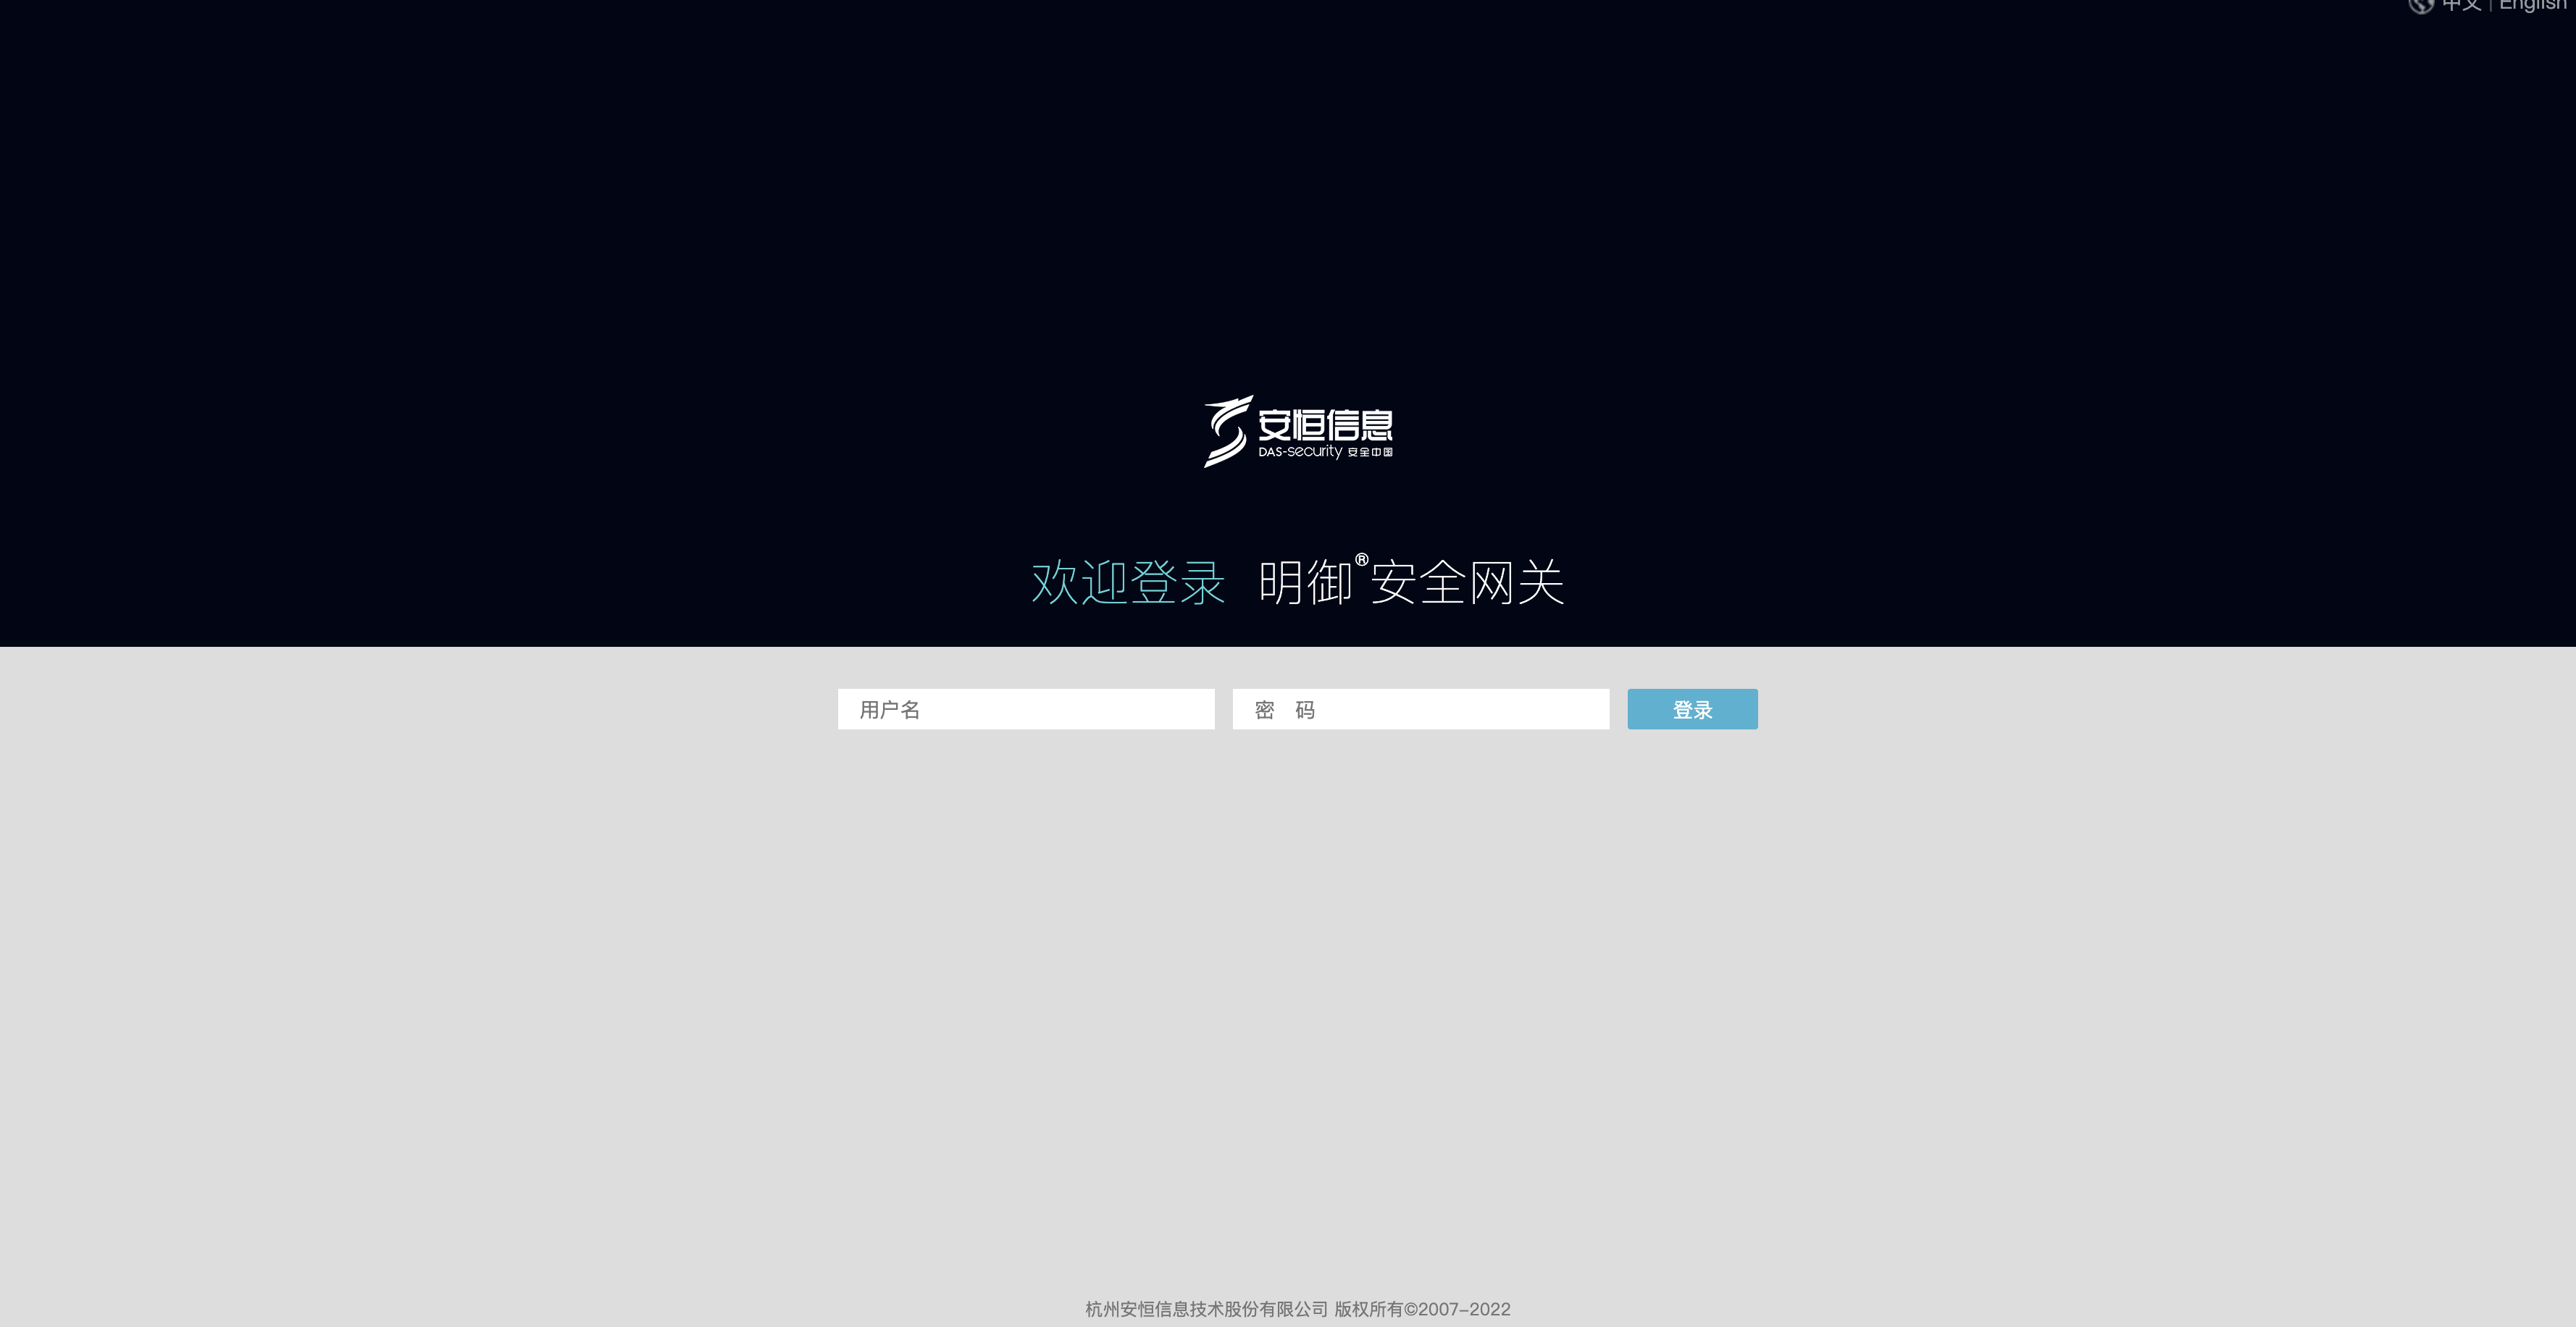 中文 | English
安恒信息
DAS-security 安全中国
欢迎登录 明御®安全网关
用户名
密 码
登录
杭州安恒信息技术股份有限公司 版权所有©2007-2022